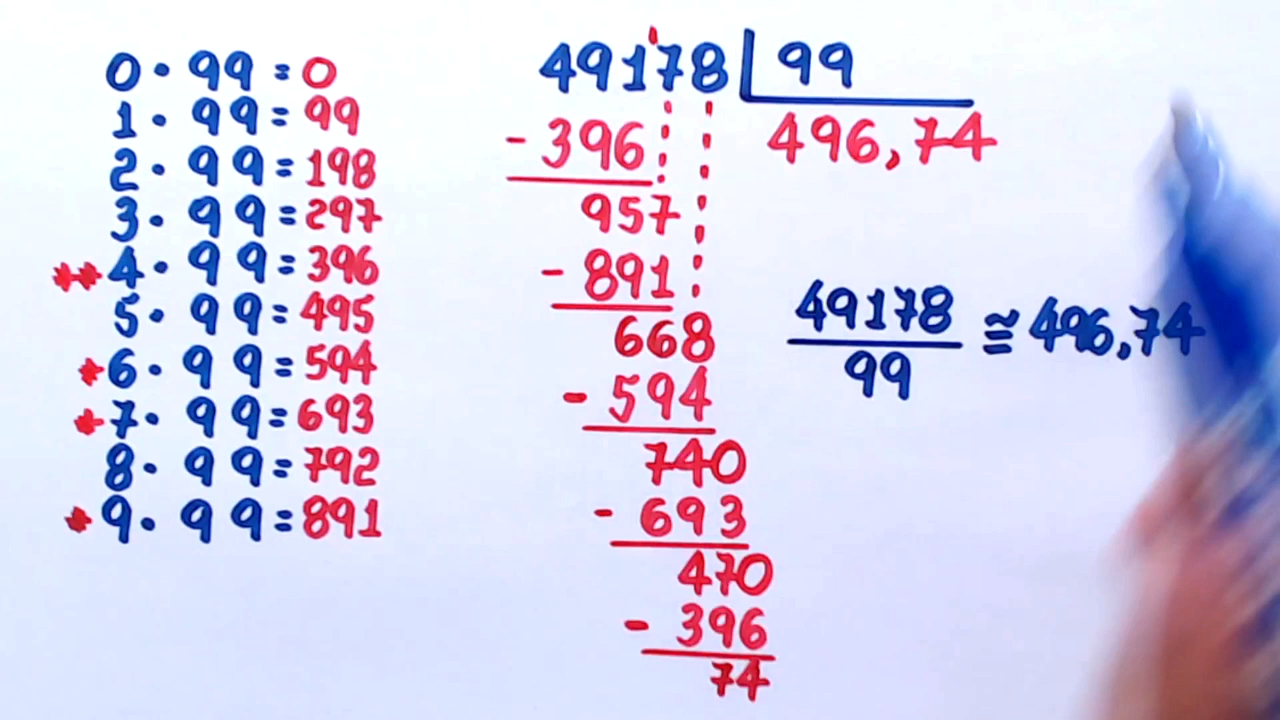 0 · 99 = 0
1 · 99 = 99
2 · 99 = 198
3 · 99 = 297
** 4 · 99 = 396
5 · 99 = 495
* 6 · 99 = 594
* 7 · 99 = 693
8 · 99 = 792
* 9 · 99 = 891
49178 | 99
- 396
496,74
957
- 891
668
- 594
740
- 693
470
- 396
74
49178
99
≅ 496,74